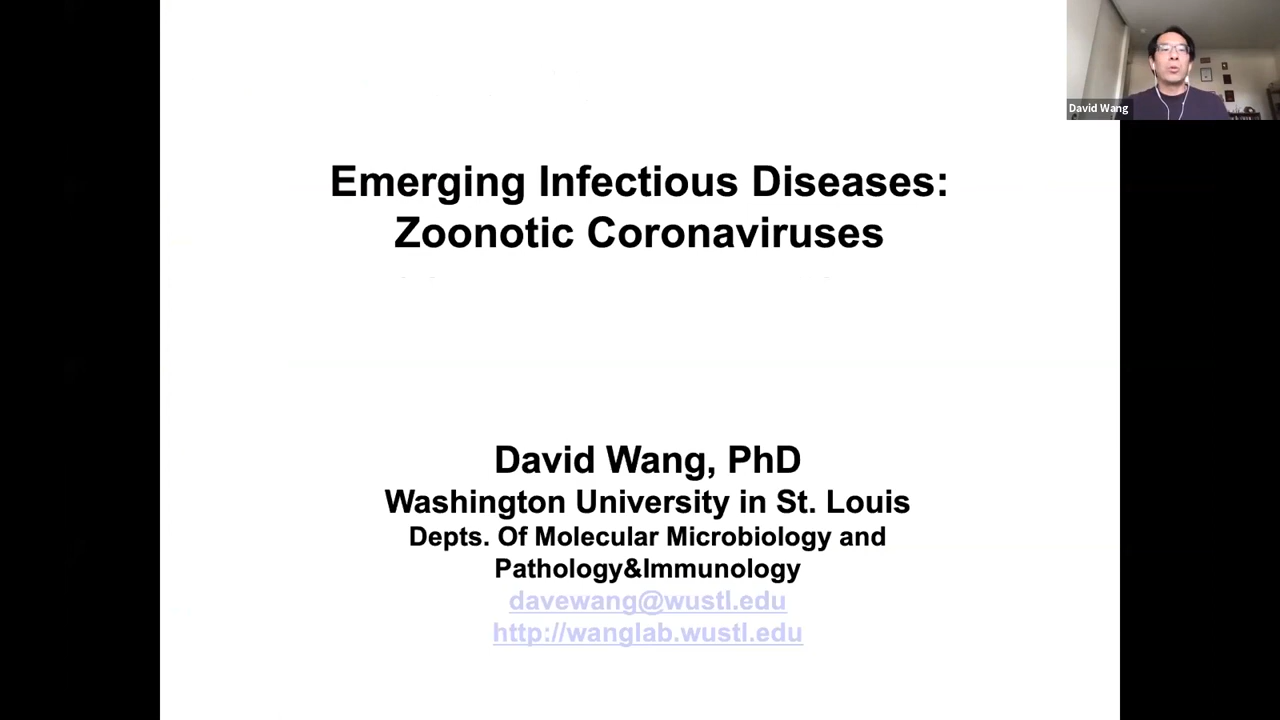 David Wang
Emerging Infectious Diseases:
Zoonotic Coronaviruses
David Wang, PhD
Washington University in St. Louis
Depts. Of Molecular Microbiology and
Pathology&Immunology
davewang@wustl.edu
http://wanglab.wustl.edu